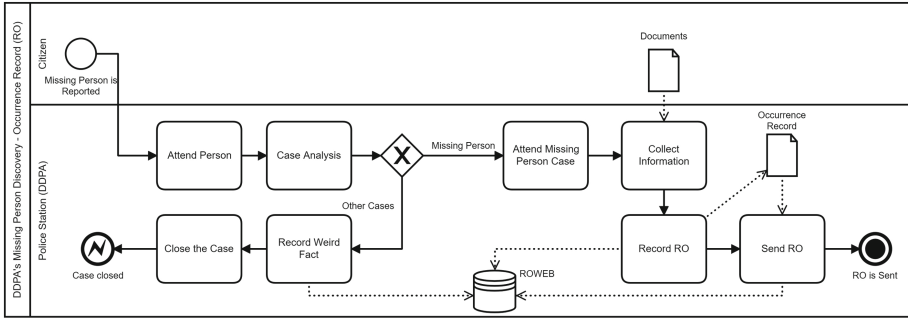 DDPA's Missing Person Discovery - Occurrence Record (RO)
Citizen
Missing Person is
Reported
Documents
Police Station (DDPA)
Attend Person
Case Analysis
Missing Person
Attend Missing
Person Case
Collect
Information
Occurrence
Record
Other Cases
Case closed
Close the Case
Record Weird
Fact
ROWEB
Record RO
Send RO
RO is Sent